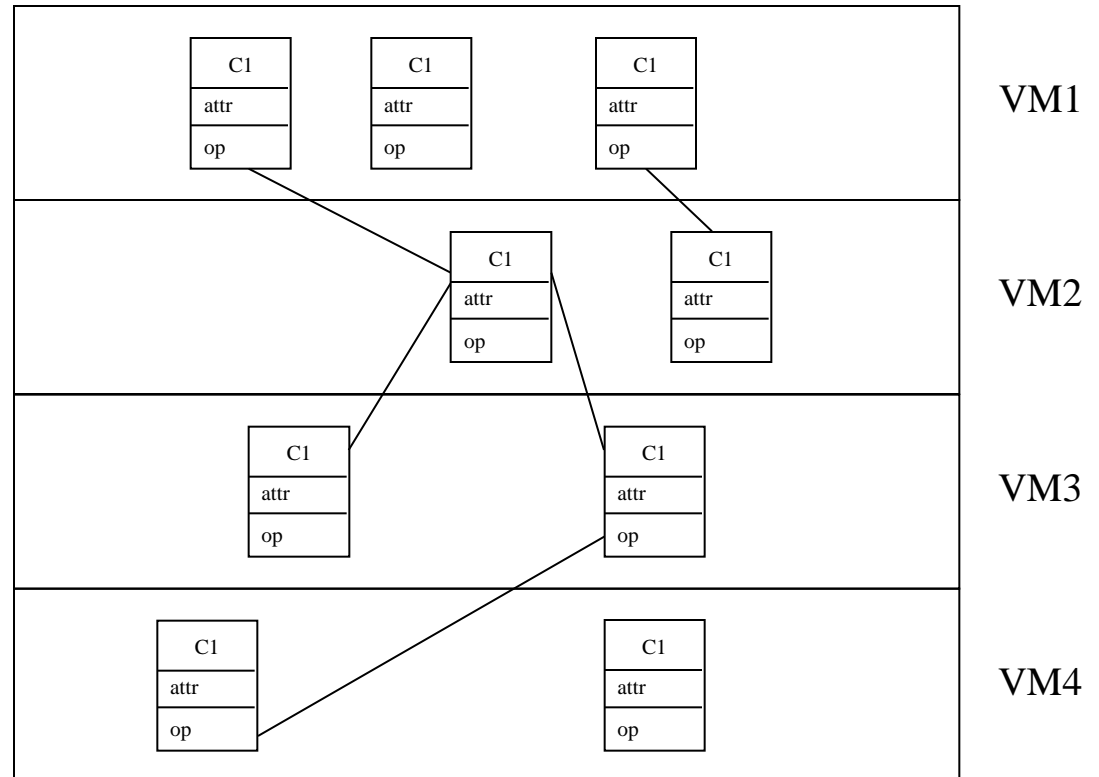 C1 C1 C1
attr attr attr
op op op
VM1
C1 C1
attr attr
op op
VM2
C1 C1
attr attr
op op
VM3
C1 C1
attr attr
op op
VM4